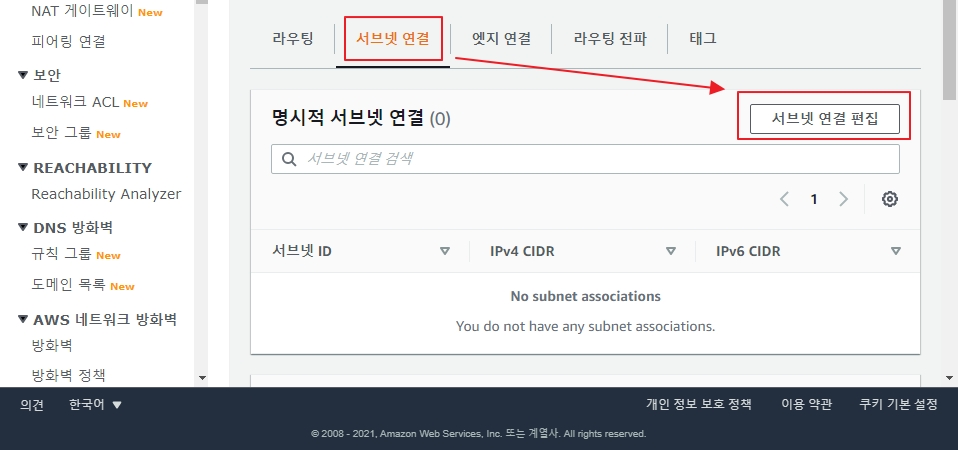 NAT 게이트웨이 New
피어링 연결
보안
네트워크 ACL New
보안 그룹 New
REACHABILITY
Reachability Analyzer
DNS 방화벽
규칙 그룹 New
도메인 목록 New
AWS 네트워크 방화벽
방화벽
방화벽 정책
라우팅 서브넷 연결 엣지 연결 라우팅 전파 태그
명시적 서브넷 연결 (0) 서브넷 연결 편집
서브넷 연결 검색
1
서브넷 ID IPv4 CIDR IPv6 CIDR
No subnet associations
You do not have any subnet associations.
의견 한국어 개인 정보 보호 정책 이용 약관 쿠키 기본 설정
© 2008 - 2021, Amazon Web Services, Inc. 또는 계열사. All rights reserved.